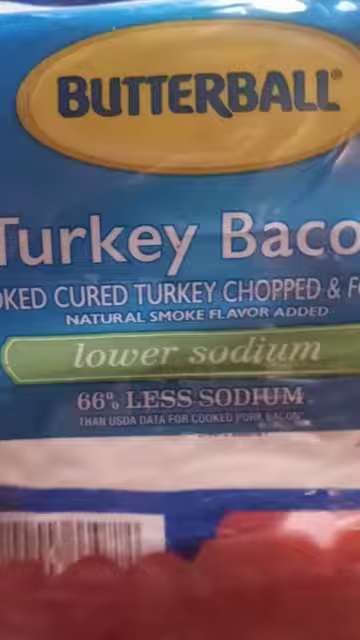 BUTTERBALL®
Turkey Baco
OKED CURED TURKEY CHOPPED & FO
NATURAL SMOKE FLAVOR ADDED
lower sodium
66% LESS SODIUM
THAN USDA DATA FOR COOKED PORK BACON*